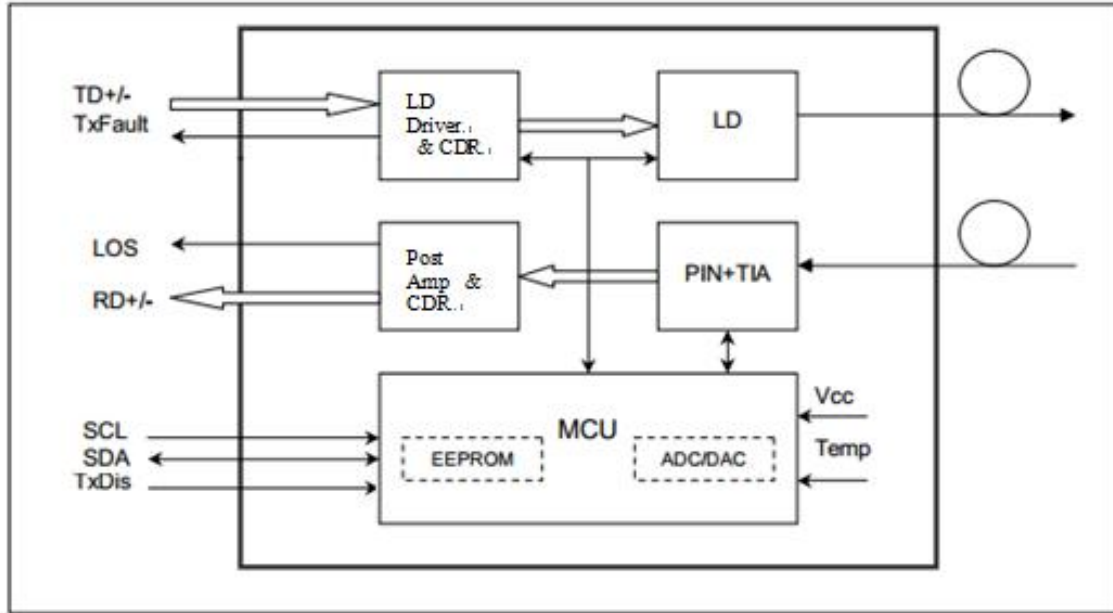 TD+/-
TxFault
LD
Driver.
& CDR.
LD
LOS
RD+/-
Post
Amp &
CDR.
PIN+TIA
SCL
SDA
TxDis
MCU
EEPROM
ADC/DAC
Vcc
Temp